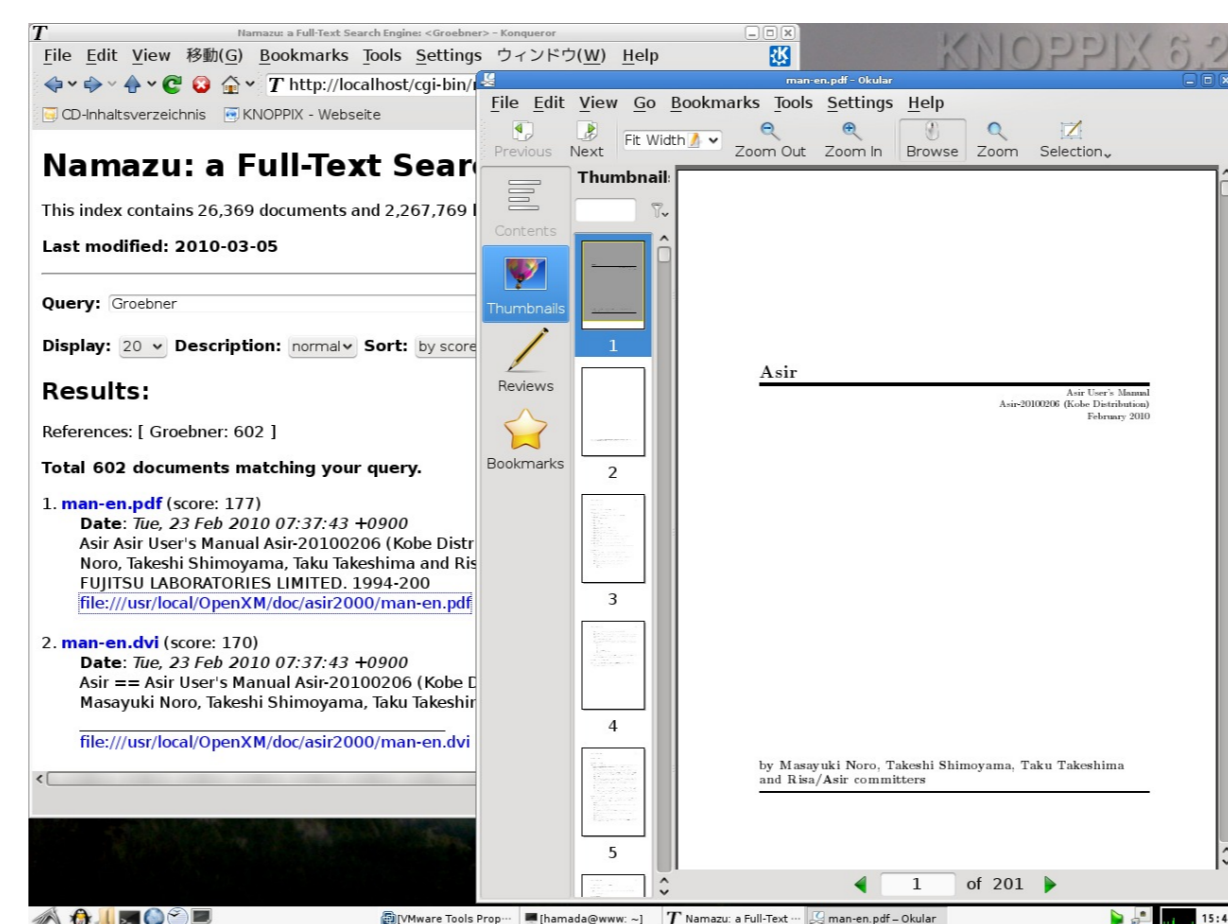 Namazu: a Full-Text Search Engine: <Groebner> - Konqueror
File Edit View 移動(G) Bookmarks Tools Settings ウィンドウ(W) Help
http://localhost/cgi-bin/
CD-Inhaltsverzeichnis KNOPPIX - Webseite
Namazu: a Full-Text Sear
This index contains 26,369 documents and 2,267,769
Last modified: 2010-03-05
Query: Groebner
Display: 20 Description: normal Sort: by score
Results:
References: [ Groebner: 602 ]
Total 602 documents matching your query.
1. man-en.pdf (score: 177)
Date: Tue, 23 Feb 2010 07:37:43 +0900
Asir Asir User's Manual Asir-20100206 (Kobe Distr
Noro, Takeshi Shimoyama, Taku Takeshima and Ris
FUJITSU LABORATORIES LIMITED. 1994-200
file:///usr/local/OpenXM/doc/asir2000/man-en.pdf
2. man-en.dvi (score: 170)
Date: Tue, 23 Feb 2010 07:37:43 +0900
Asir == Asir User's Manual Asir-20100206 (Kobe D
Masayuki Noro, Takeshi Shimoyama, Taku Takeshir
file:///usr/local/OpenXM/doc/asir2000/man-en.dvi
KNOPPIX 6.2
man-en.pdf - Okular
File Edit View Go Bookmarks Tools Settings Help
Previous Next Fit Width Zoom Out Zoom In Browse Zoom Selection
Contents
Thumbnails
Reviews
Bookmarks
Thumbnail
1
2
3
4
5
Asir
Asir User's Manual
Asir-20100206 (Kobe Distribution)
February 2010
by Masayuki Noro, Takeshi Shimoyama, Taku Takeshima
and Risa/Asir committers
1 of 201
[VMware Tools Prop... [hamada@www: ~] Namazu: a Full-Text ... man-en.pdf – Okular 15:4